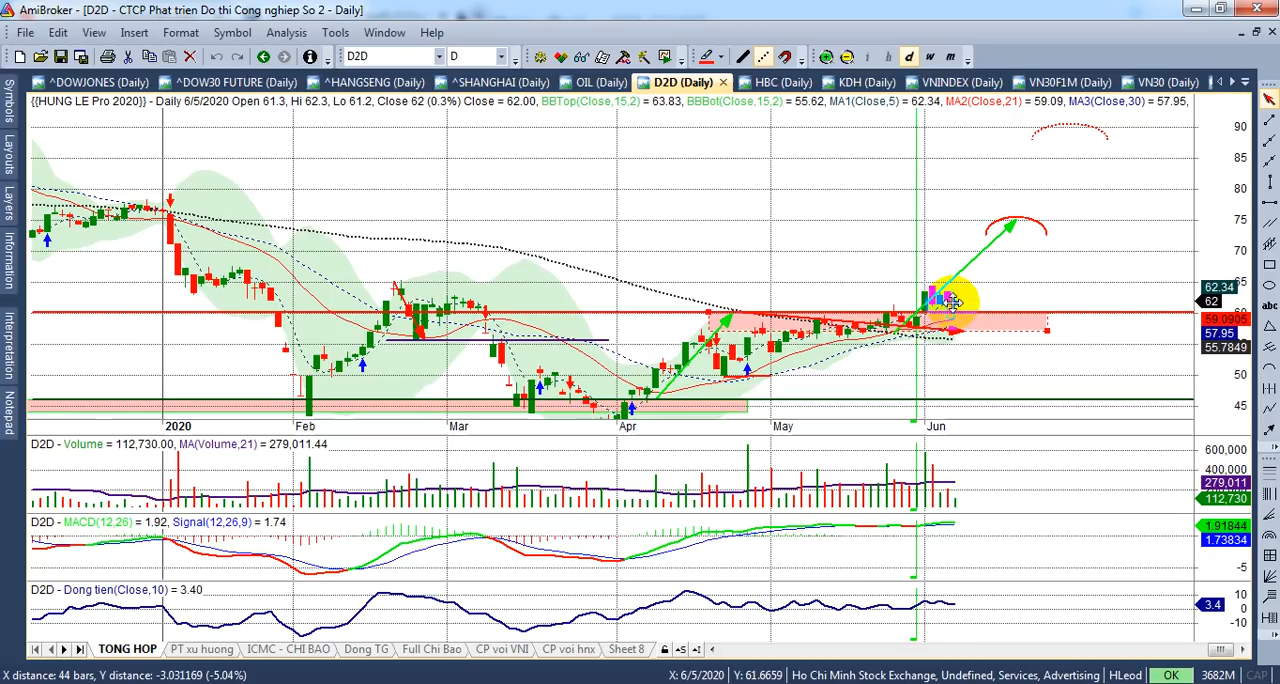 AmiBroker - [D2D - CTCP Phat trien Do thi Cong nghiep So 2 - Daily]
File Edit View Insert Format Symbol Analysis Tools Window Help
D2D D i h d w m
^DOWJONES (Daily) ^DOW30 FUTURE (Daily) ^HANGSENG (Daily) ^SHANGHAI (Daily) OIL (Daily) D2D (Daily) HBC (Daily) KDH (Daily) VNINDEX (Daily) VN30F1M (Daily) VN30 (Daily)
{{HUNG LE Pro 2020}} - Daily 6/5/2020 Open 61.3, Hi 62.3, Lo 61.2, Close 62 (0.3%) Close = 62.00, BBTop(Close,15,2) = 63.83, BBBot(Close,15,2) = 55.62, MA1(Close,5) = 62.34, MA2(Close,21) = 59.09, MA3(Close,30) = 57.95,
Symbols
Layers
Information
Interpretation
Notepad
90
85
80
75
70
65
62.34
62
60
59.0905
57.95
55.7849
50
45
abc
2020 Feb Mar Apr May Jun
D2D - Volume = 112,730.00, MA(Volume,21) = 279,011.44
600,000
400,000
279,011
112,730
D2D - MACD(12,26) = 1.92, Signal(12,26,9) = 1.74
1.91844
1.73834
-5
D2D - Dong tien(Close,10) = 3.40
10
3.4
0
-10
TONG HOP PT xu huong ICMC - CHI BAO Dong TG Full Chi Bao CP voi VNI CP voi hnx Sheet 8
X distance: 44 bars, Y distance: -3.031169 (-5.04%) X: 6/5/2020 Y: 61.6659 Ho Chi Minh Stock Exchange, Undefined, Services, Advertising HLeod OK 3682M CAP